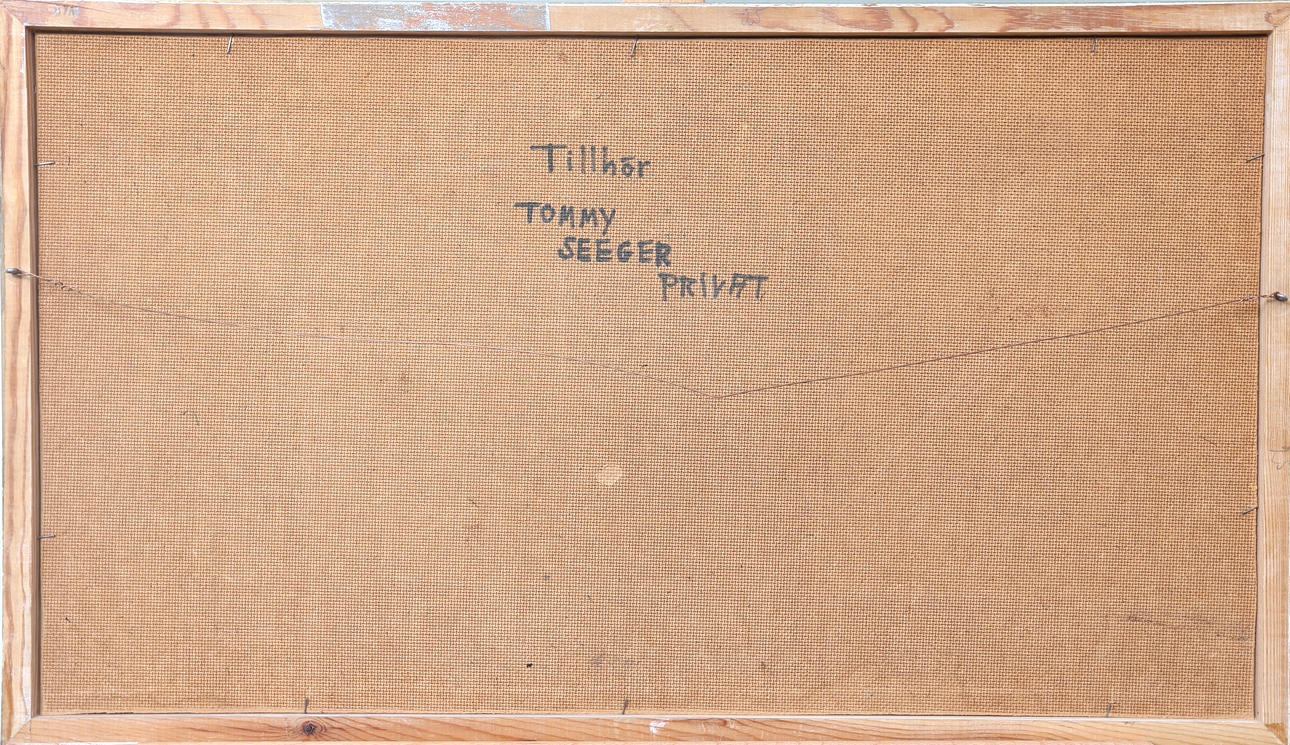 Tillhör
TOMMY
SEEGER
PRIVAT